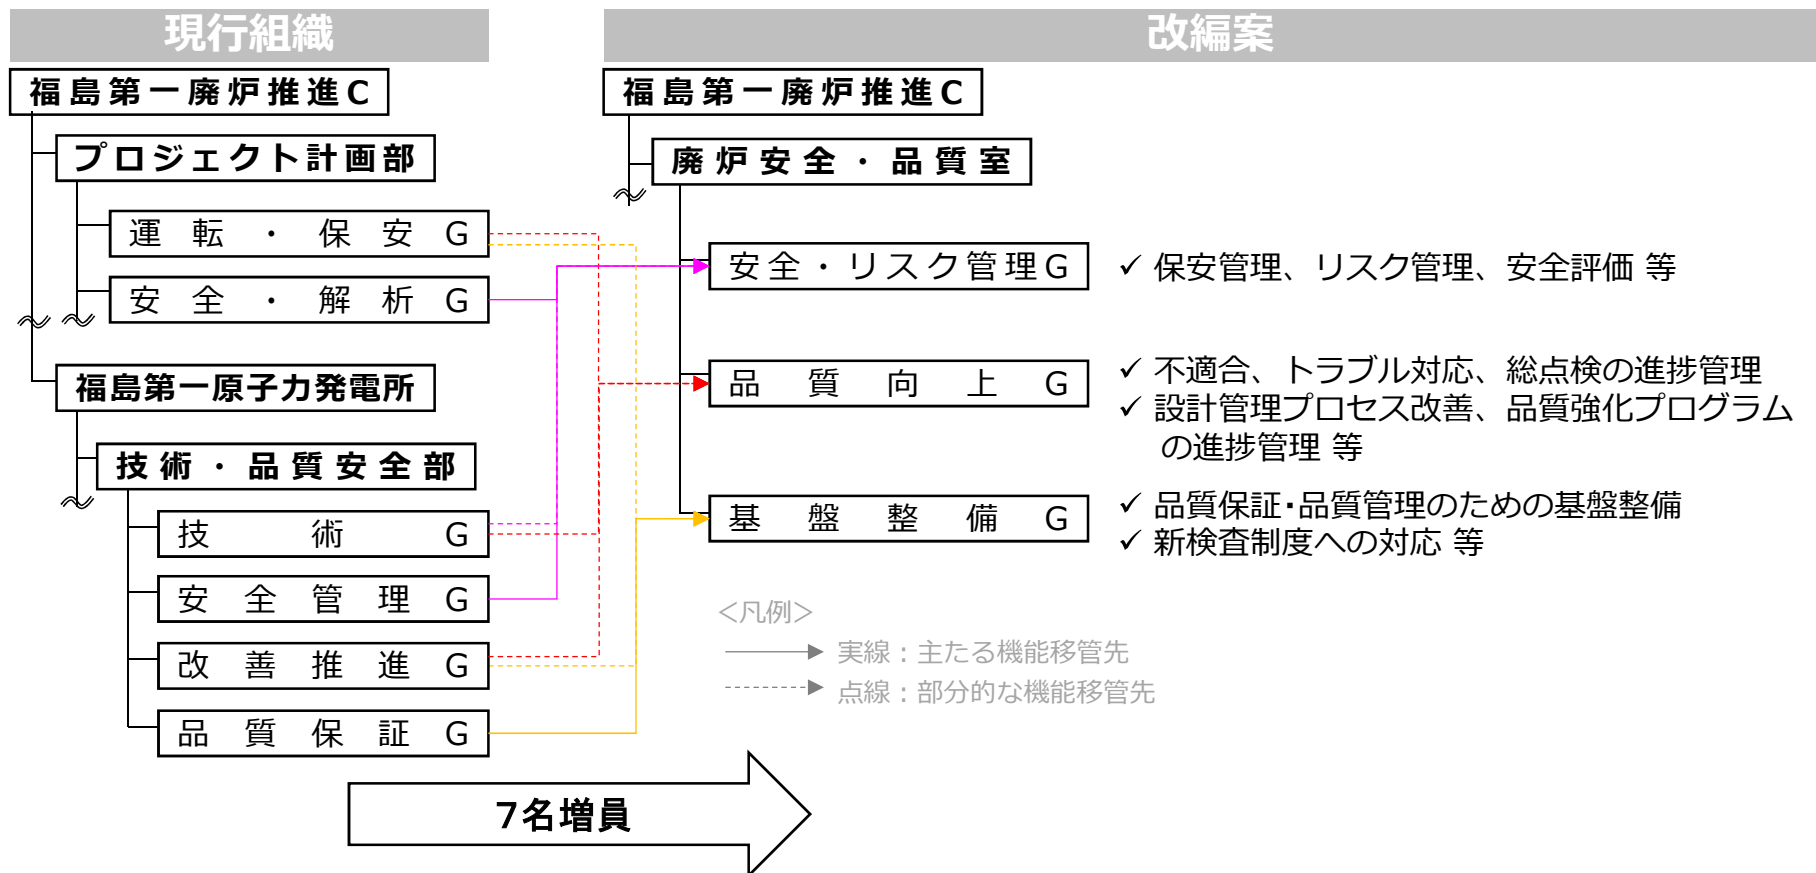 現行組織
福島第一廃炉推進C
プロジェクト計画部
運転・保安G
安全・解析G
福島第一原子力発電所
技術・品質安全部
技術G
安全管理G
改善推進G
品質保証G
改編案
福島第一廃炉推進C
廃炉安全・品質室
安全・リスク管理G
✓ 保安管理、リスク管理、安全評価 等
品質向上G
✓ 不適合、トラブル対応、総点検の進捗管理
✓ 設計管理プロセス改善、品質強化プログラム
の進捗管理 等
基盤整備G
✓ 品質保証・品質管理のための基盤整備
✓ 新検査制度への対応 等
＜凡例＞
実線：主たる機能移管先
点線：部分的な機能移管先
7名増員